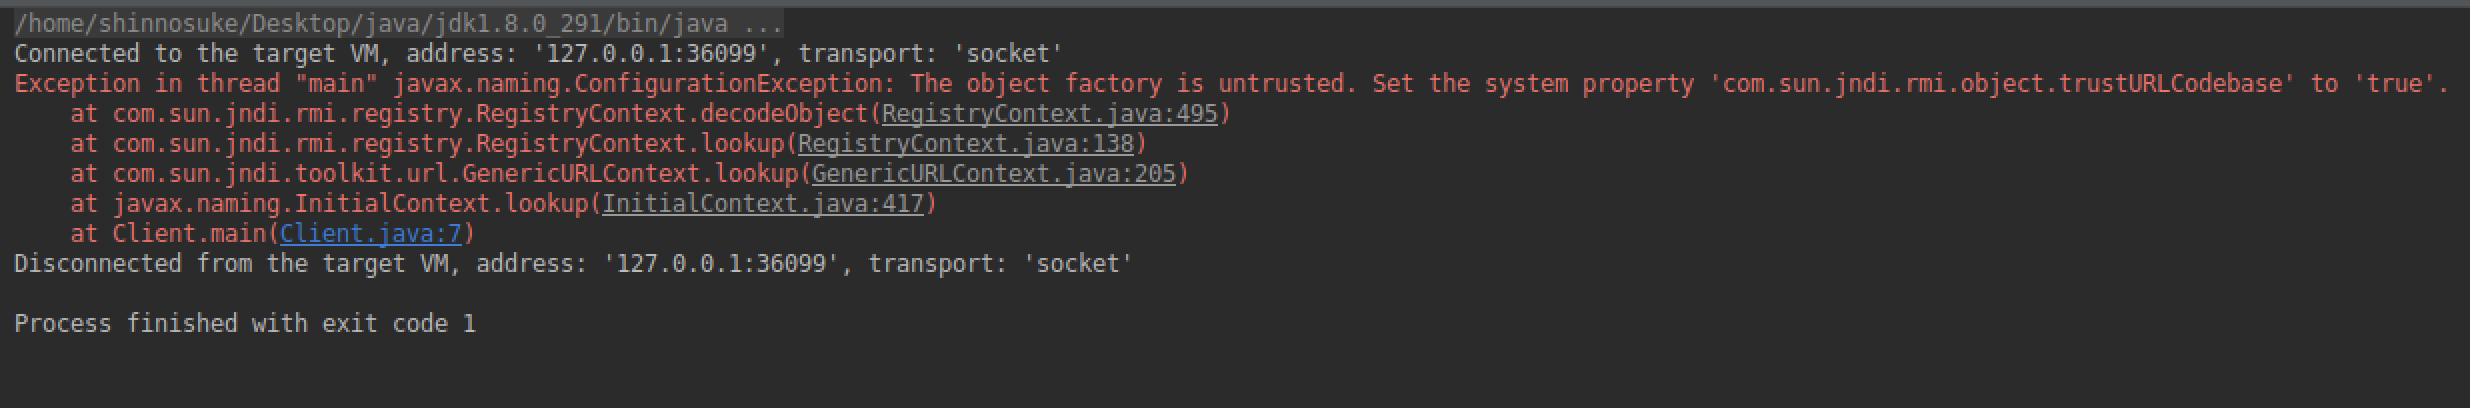 /home/shinnosuke/Desktop/java/jdk1.8.0_291/bin/java ...
Connected to the target VM, address: '127.0.0.1:36099', transport: 'socket'
Exception in thread "main" javax.naming.ConfigurationException: The object factory is untrusted. Set the system property 'com.sun.jndi.rmi.object.trustURLCodebase' to 'true'.
    at com.sun.jndi.rmi.registry.RegistryContext.decodeObject(RegistryContext.java:495)
    at com.sun.jndi.rmi.registry.RegistryContext.lookup(RegistryContext.java:138)
    at com.sun.jndi.toolkit.url.GenericURLContext.lookup(GenericURLContext.java:205)
    at javax.naming.InitialContext.lookup(InitialContext.java:417)
    at Client.main(Client.java:7)
Disconnected from the target VM, address: '127.0.0.1:36099', transport: 'socket'
Process finished with exit code 1